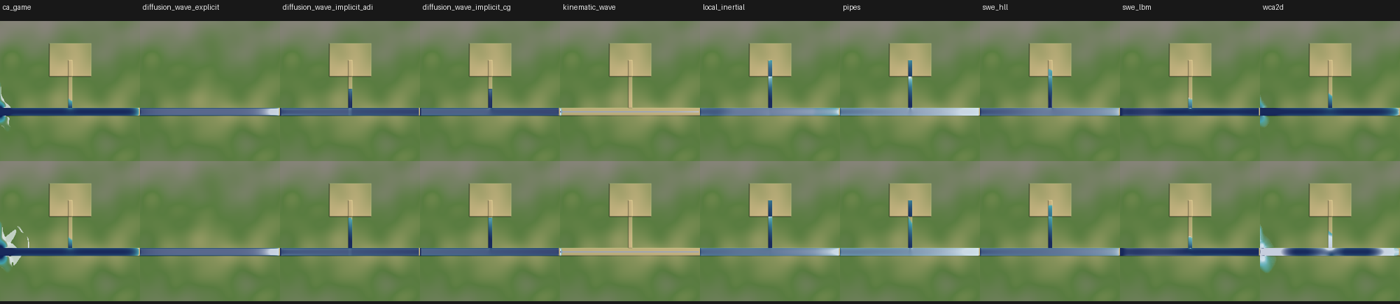 ca_game
diffusion_wave_explicit
diffusion_wave_implicit_adi
diffusion_wave_implicit_cg
kinematic_wave
local_inertial
pipes
swe_hll
swe_lbm
wca2d